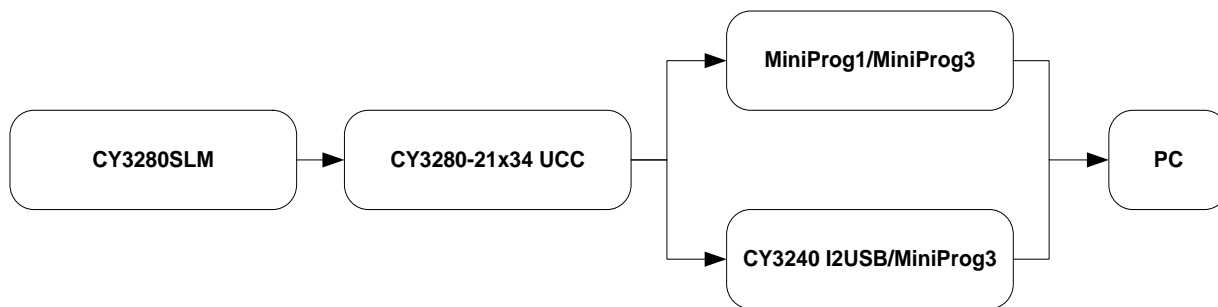 CY3280SLM
CY3280-21x34 UCC
MiniProg1/MiniProg3
CY3240 I2USB/MiniProg3
PC